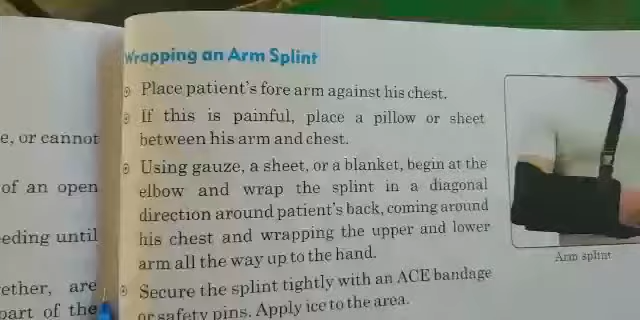 e, or cannot
of an open
eding until
ether, are
part of the
Wrapping an Arm Splint
Place patient's fore arm against his chest.
If this is painful, place a pillow or sheet
between his arm and chest.
Using gauze, a sheet, or a blanket, begin at the
elbow and wrap the splint in a diagonal
direction around patient's back, coming around
his chest and wrapping the upper and lower
arm all the way up to the hand.
Secure the splint tightly with an ACE bandage
or safety pins. Apply ice to the area.
Arm splint